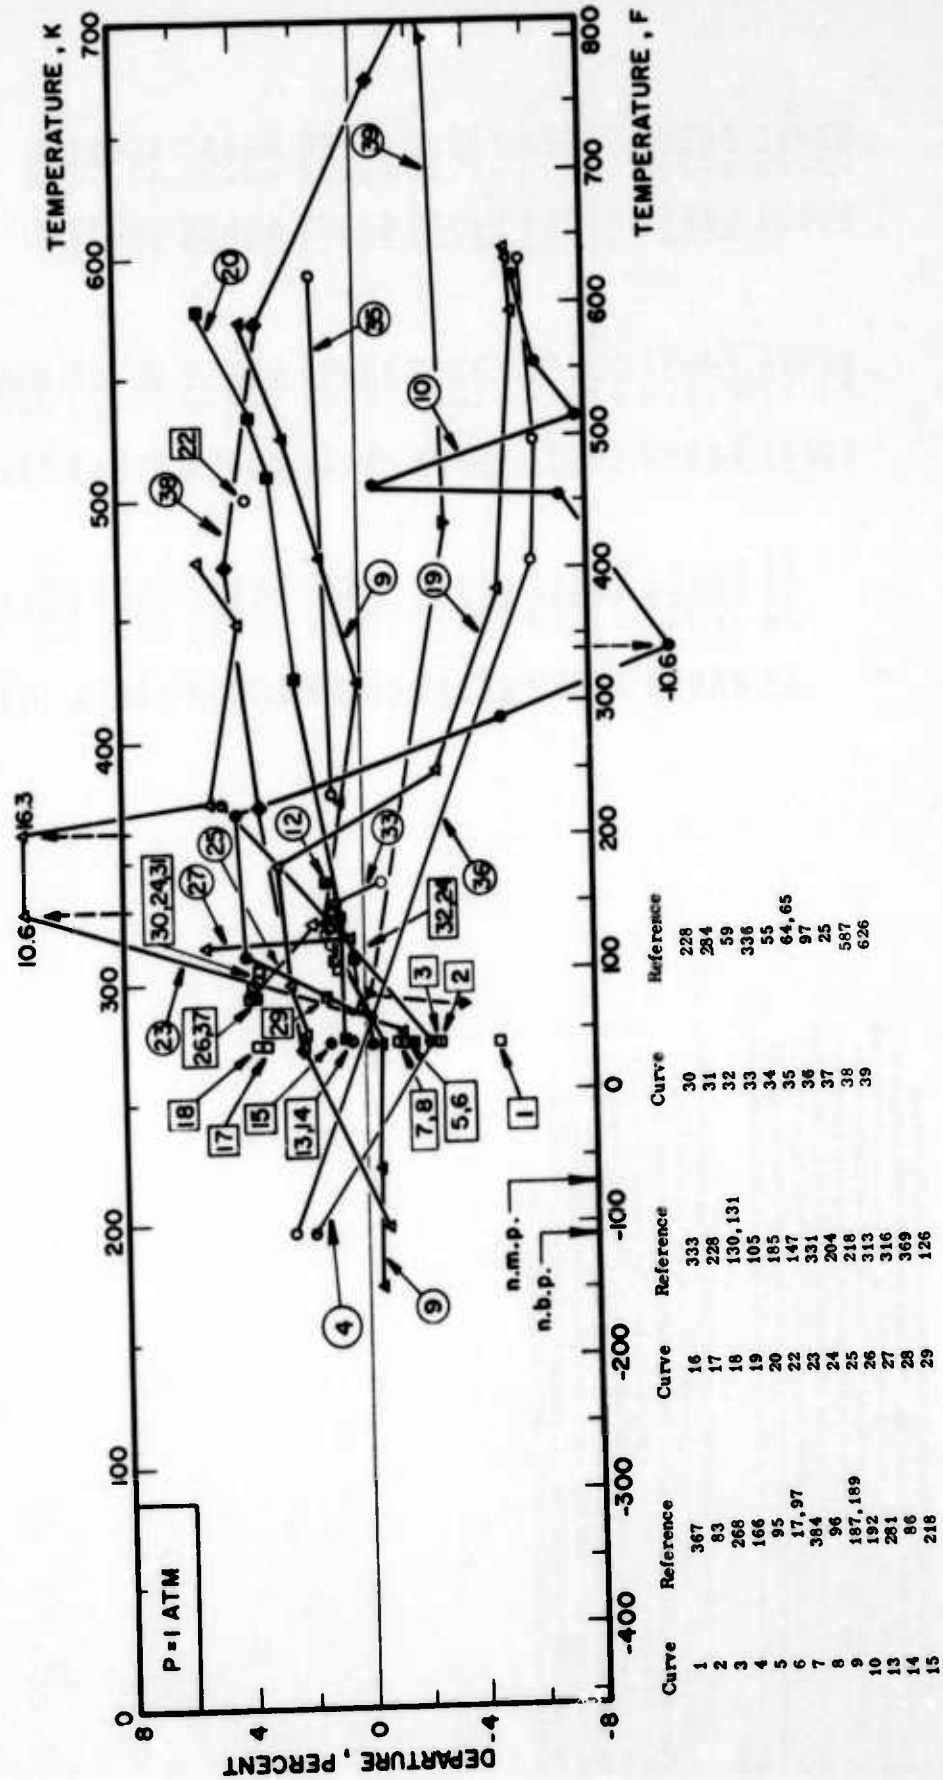 TEMPERATURE, K
0 100 200 300 400 500 600 700
P = 1 ATM
DEPARTURE, PERCENT
8
4
0
-4
-8
10.6
16.3
-10.6
23
30,24,31
27
25
26,37
29
18
17
15
13,14
12
33
32,24
36
3
2
7,8
5,6
1
4
9
38
22
20
35
39
10
9
19
n.m.p.
n.b.p.
-400 -300 -200 -100 0 100 200 300 400 500 600 700 800
TEMPERATURE, F
Curve Reference Curve Reference Curve Reference
1 367 16 333 30 228
2 83 17 228 31 284
3 268 18 130,131 32 59
4 166 19 105 33 336
5 95 20 185 34 55
6 17,97 22 147 35 64,65
7 384 23 331 36 97
8 96 24 204 37 25
9 187,189 25 218 38 587
10 192 26 313 39 626
13 281 27 316
14 86 28 369
15 218 29 126